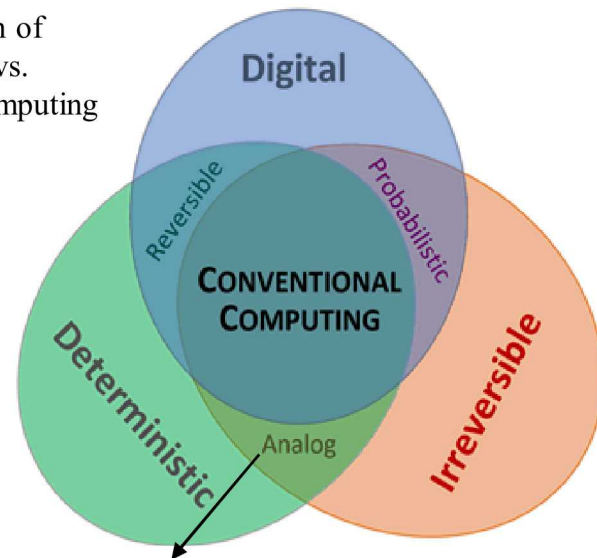 n of
vs.
mputing
Digital
Reversible
Probabilistic
CONVENTIONAL
COMPUTING
Deterministic
Analog
Irreversible